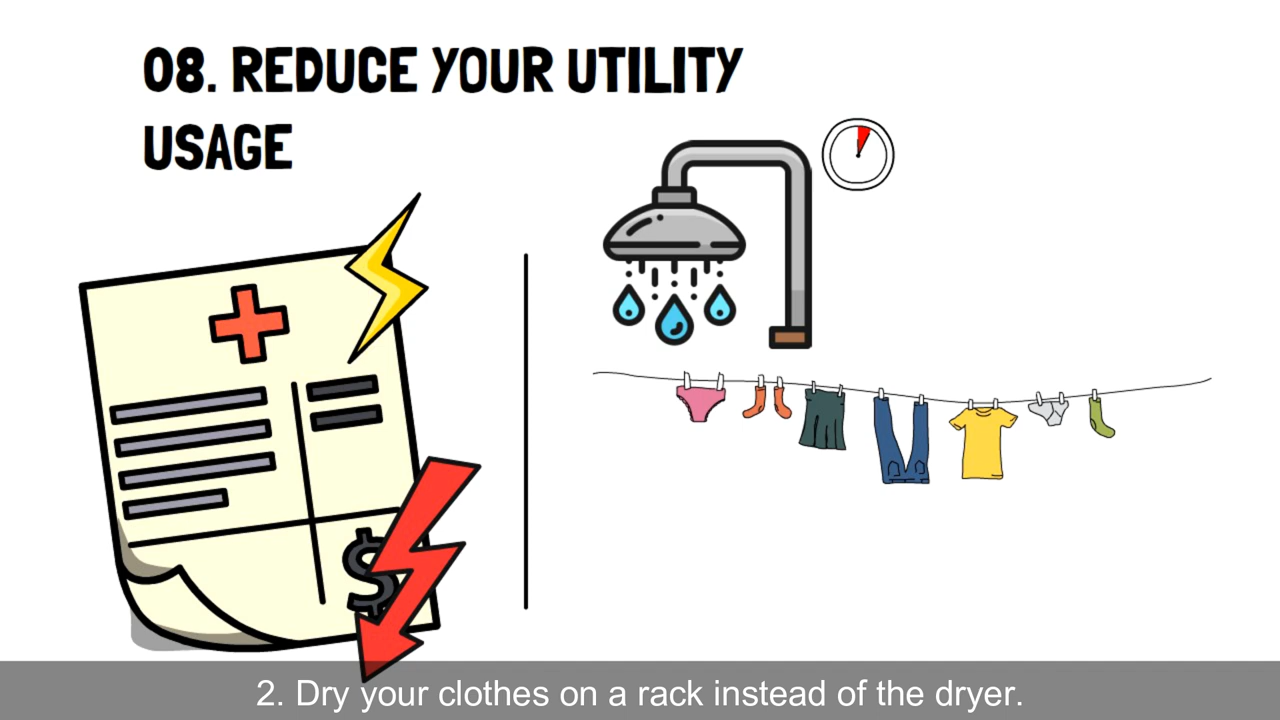 08. REDUCE YOUR UTILITY
USAGE
$
2. Dry your clothes on a rack instead of the dryer.